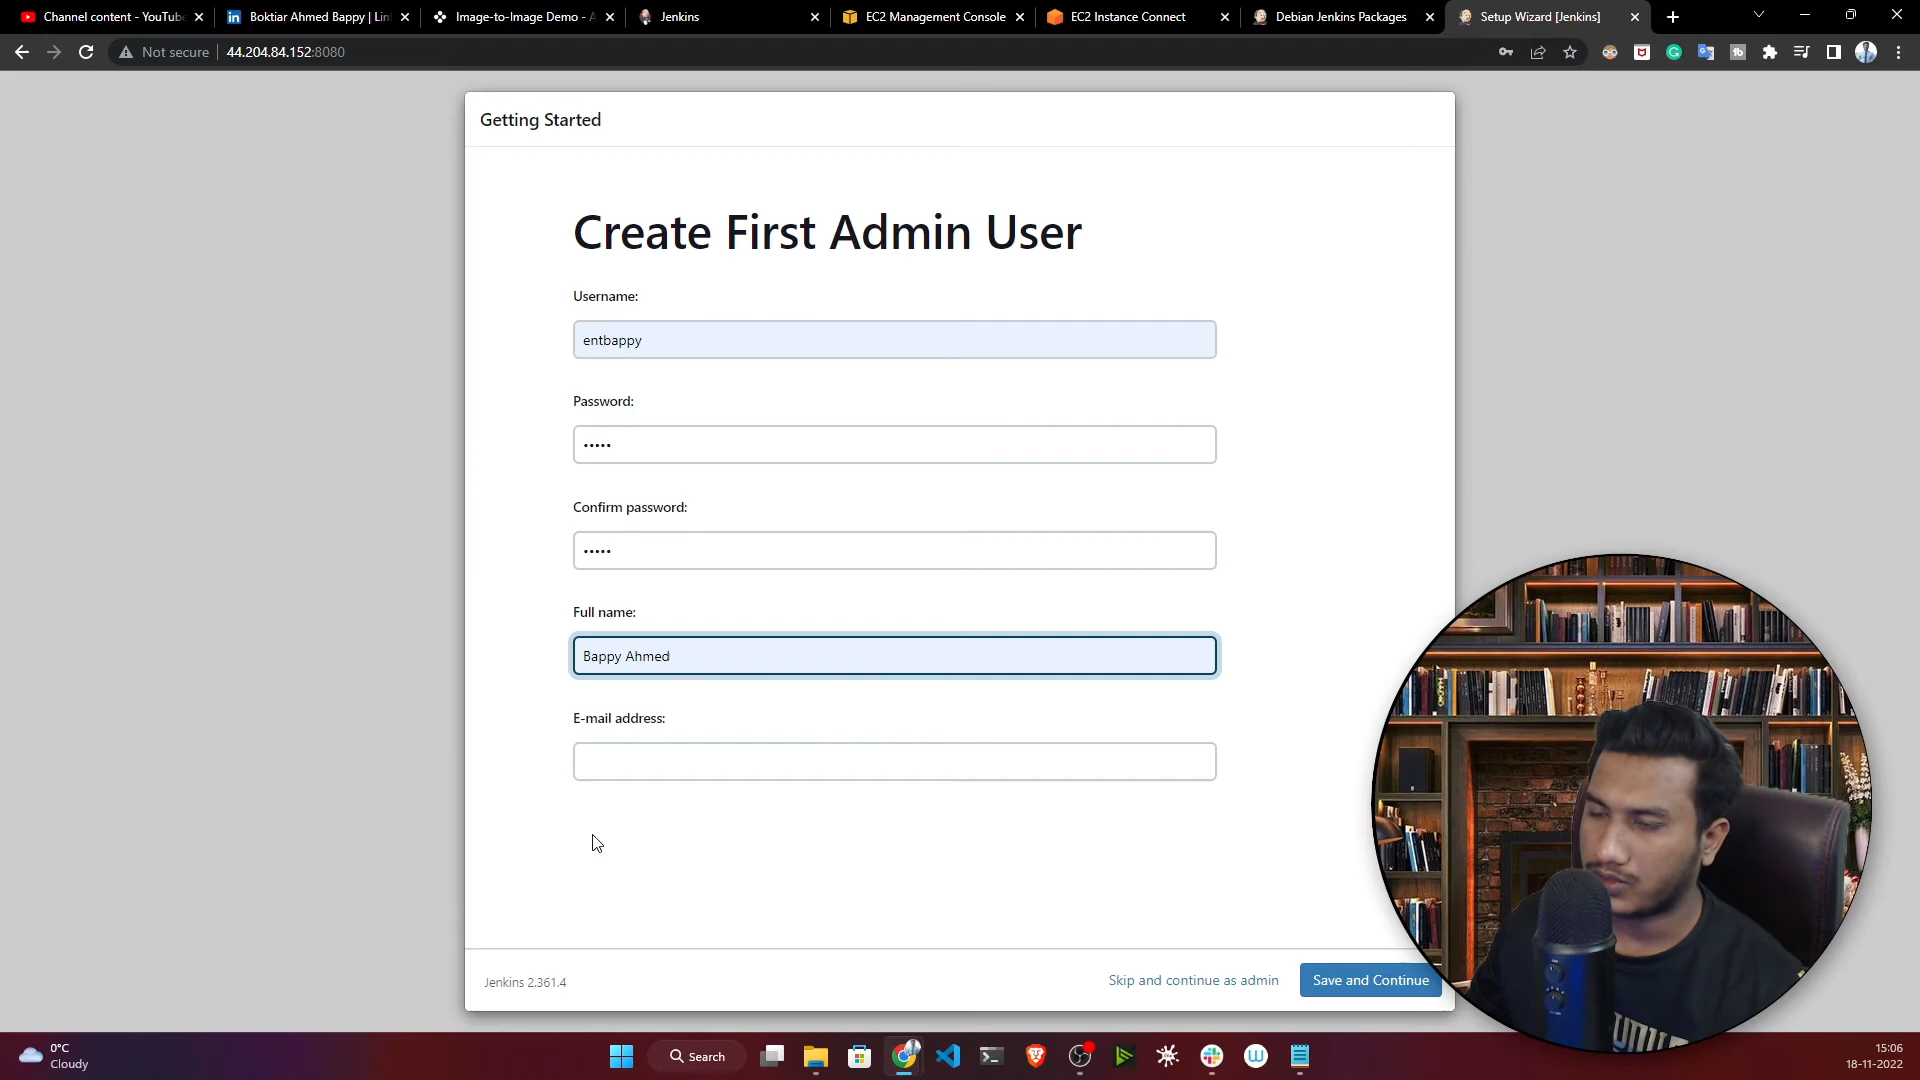 Channel content - YouTube
Boktiar Ahmed Bappy | Lin
Image-to-Image Demo - A
Jenkins
EC2 Management Console
EC2 Instance Connect
Debian Jenkins Packages
Setup Wizard [Jenkins]
Not secure
44.204.84.152:8080
Getting Started
Create First Admin User
Username:
entbappy
Password:
•••••
Confirm password:
•••••
Full name:
Bappy Ahmed
E-mail address:
Jenkins 2.361.4
Skip and continue as admin
Save and Continue
0°C
Cloudy
Search
15:06
18-11-2022